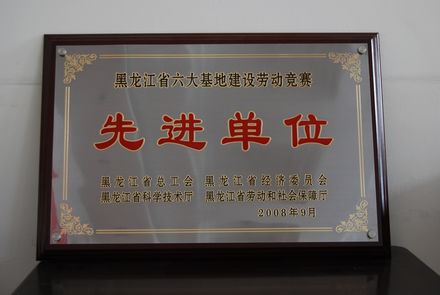 黑龙江省六大基地建设劳动竞赛
先进单位
黑龙江省总工会 黑龙江省经济委员会
黑龙江省科学技术厅 黑龙江省劳动和社会保障厅
2008年9月